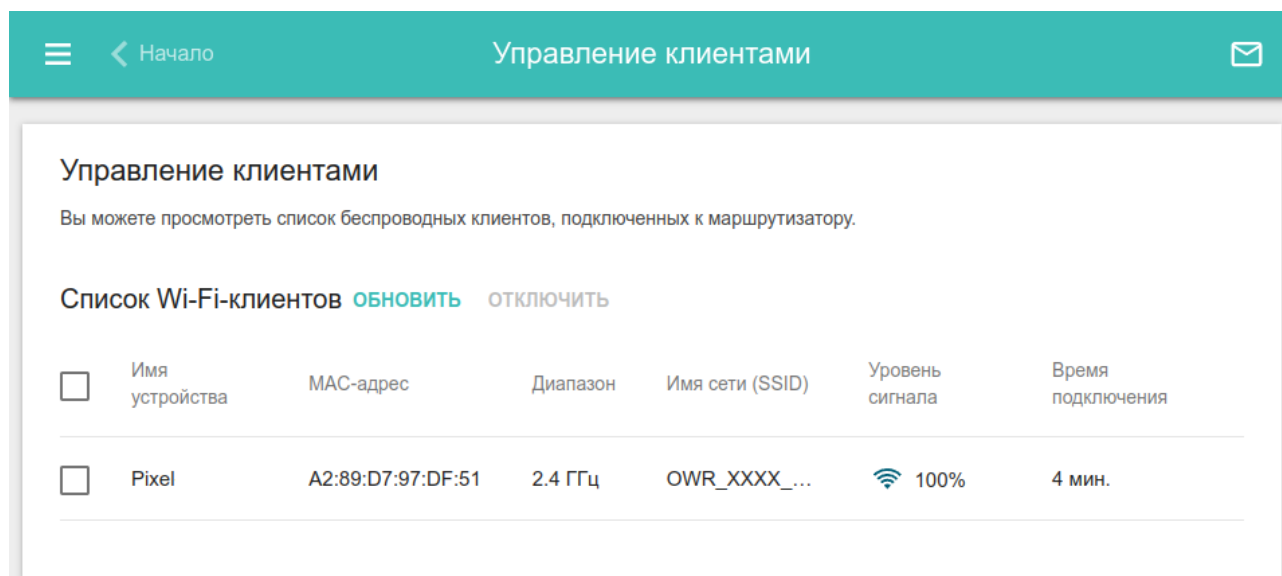 Начало
Управление клиентами
Управление клиентами
Вы можете просмотреть список беспроводных клиентов, подключенных к маршрутизатору.
Список Wi-Fi-клиентов ОБНОВИТЬ ОТКЛЮЧИТЬ
Имя устройства MAC-адрес Диапазон Имя сети (SSID) Уровень сигнала Время подключения
Pixel A2:89:D7:97:DF:51 2.4 ГГц OWR_XXXX_... 100% 4 мин.